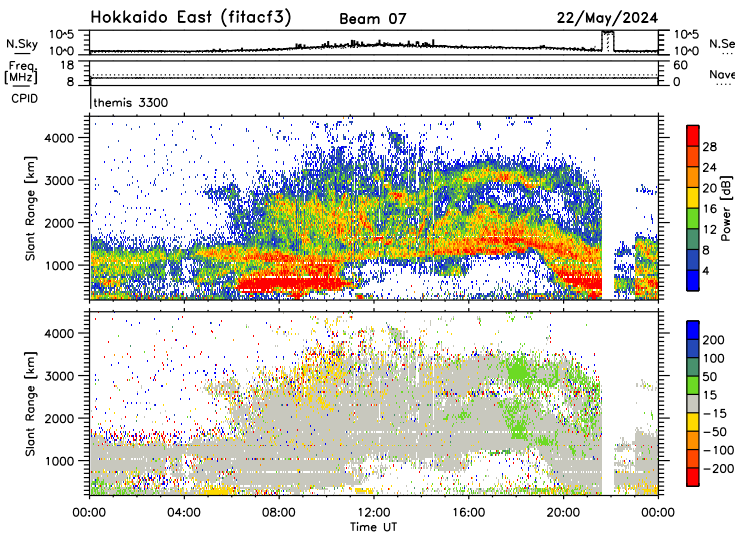 Hokkaido East (fitacf3) Beam 07 22/May/2024
N.Sky 10^5 10^0 10^5 10^0 N.Se
Freq. [MHz] 18 8 60 0 Nave
CPID themis 3300
Slant Range [km] 4000 3000 2000 1000
28 24 20 16 12 8 4 Power [dB]
Slant Range [km] 4000 3000 2000 1000
200 100 50 15 -15 -50 -100 -200
00:00 04:00 08:00 12:00 16:00 20:00 00:00
Time UT